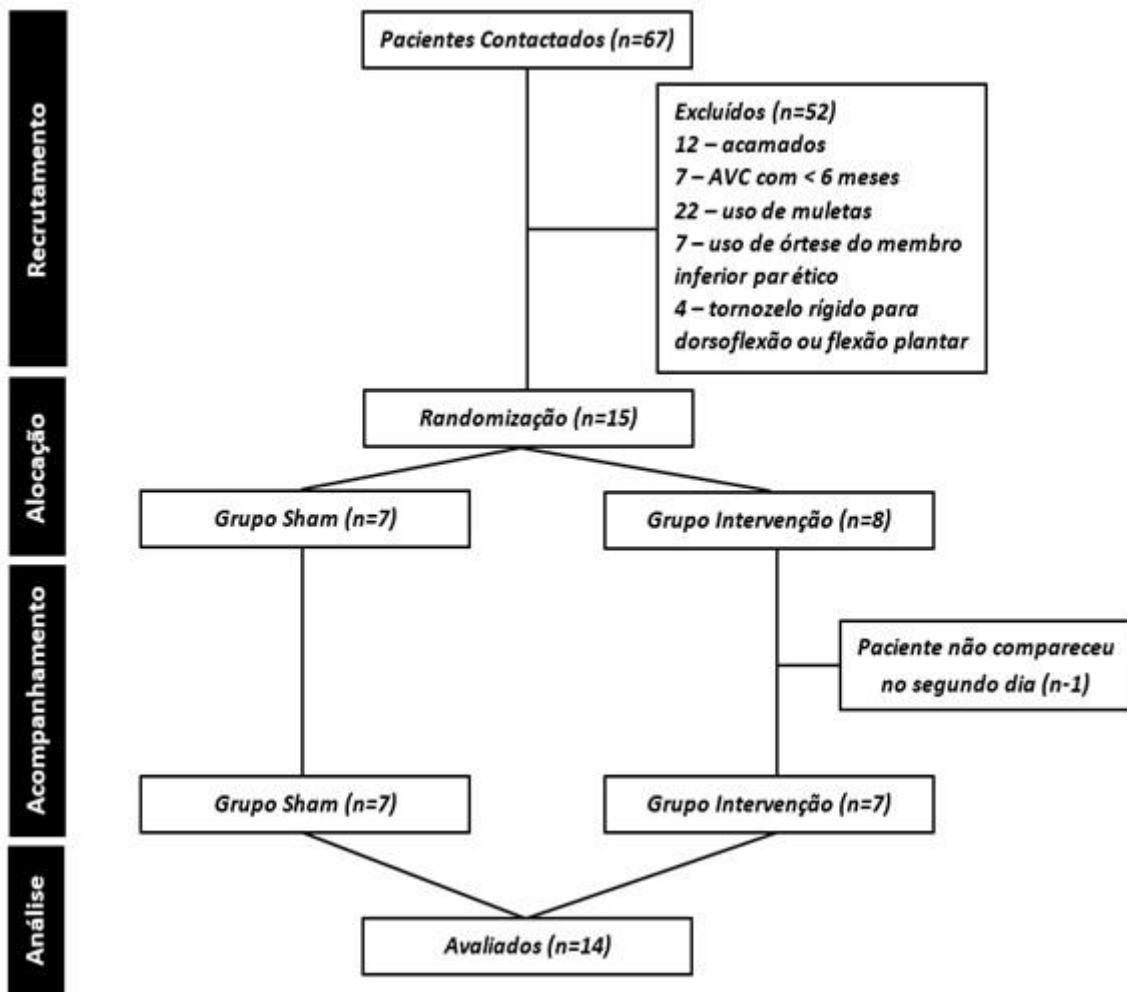 Recrutamento
Pacientes Contactados (n=67)
Excluídos (n=52)
12 – acamados
7 – AVC com < 6 meses
22 – uso de muletas
7 – uso de órtese do membro
inferior par ético
4 – tornozelo rígido para
dorsoflexão ou flexão plantar
Alocação
Randomização (n=15)
Grupo Sham (n=7)
Grupo Intervenção (n=8)
Acompanhamento
Paciente não compareceu
no segundo dia (n-1)
Grupo Sham (n=7)
Grupo Intervenção (n=7)
Análise
Avaliados (n=14)